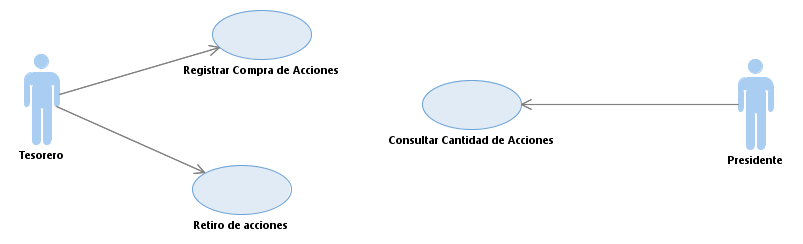 Registrar Compra de Acciones
Tesorero
Consultar Cantidad de Acciones
Presidente
Retiro de acciones